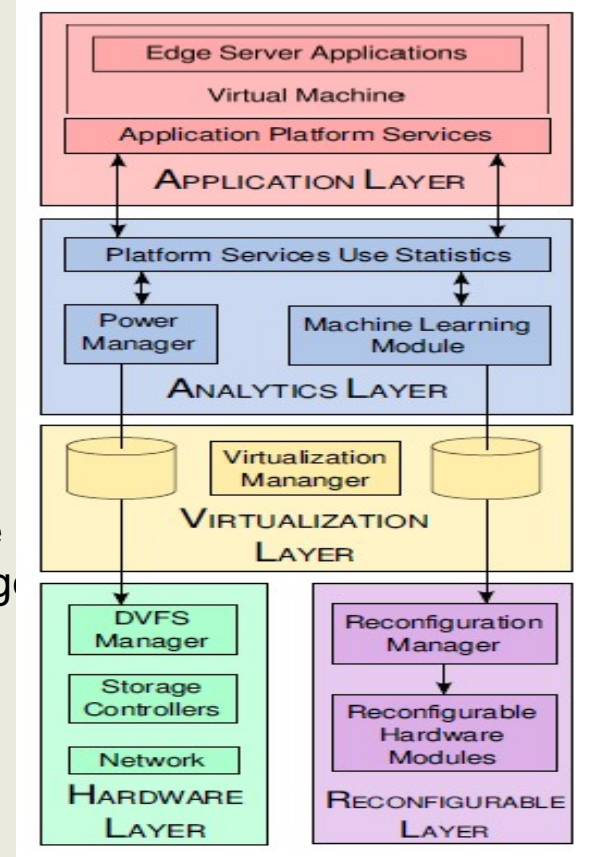 Edge Server Applications
Virtual Machine
Application Platform Services
APPLICATION LAYER
Platform Services Use Statistics
Power
Manager
Machine Learning
Module
ANALYTICS LAYER
Virtualization
Mananger
VIRTUALIZATION
LAYER
DVFS
Manager
Storage
Controllers
Network
HARDWARE
LAYER
Reconfiguration
Manager
Reconfigurable
Hardware
Modules
RECONFIGURABLE
LAYER